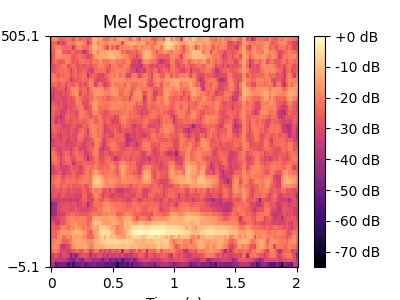 Mel Spectrogram
505.1
−5.1
0
0.5
1
1.5
2
+0 dB
-10 dB
-20 dB
-30 dB
-40 dB
-50 dB
-60 dB
-70 dB